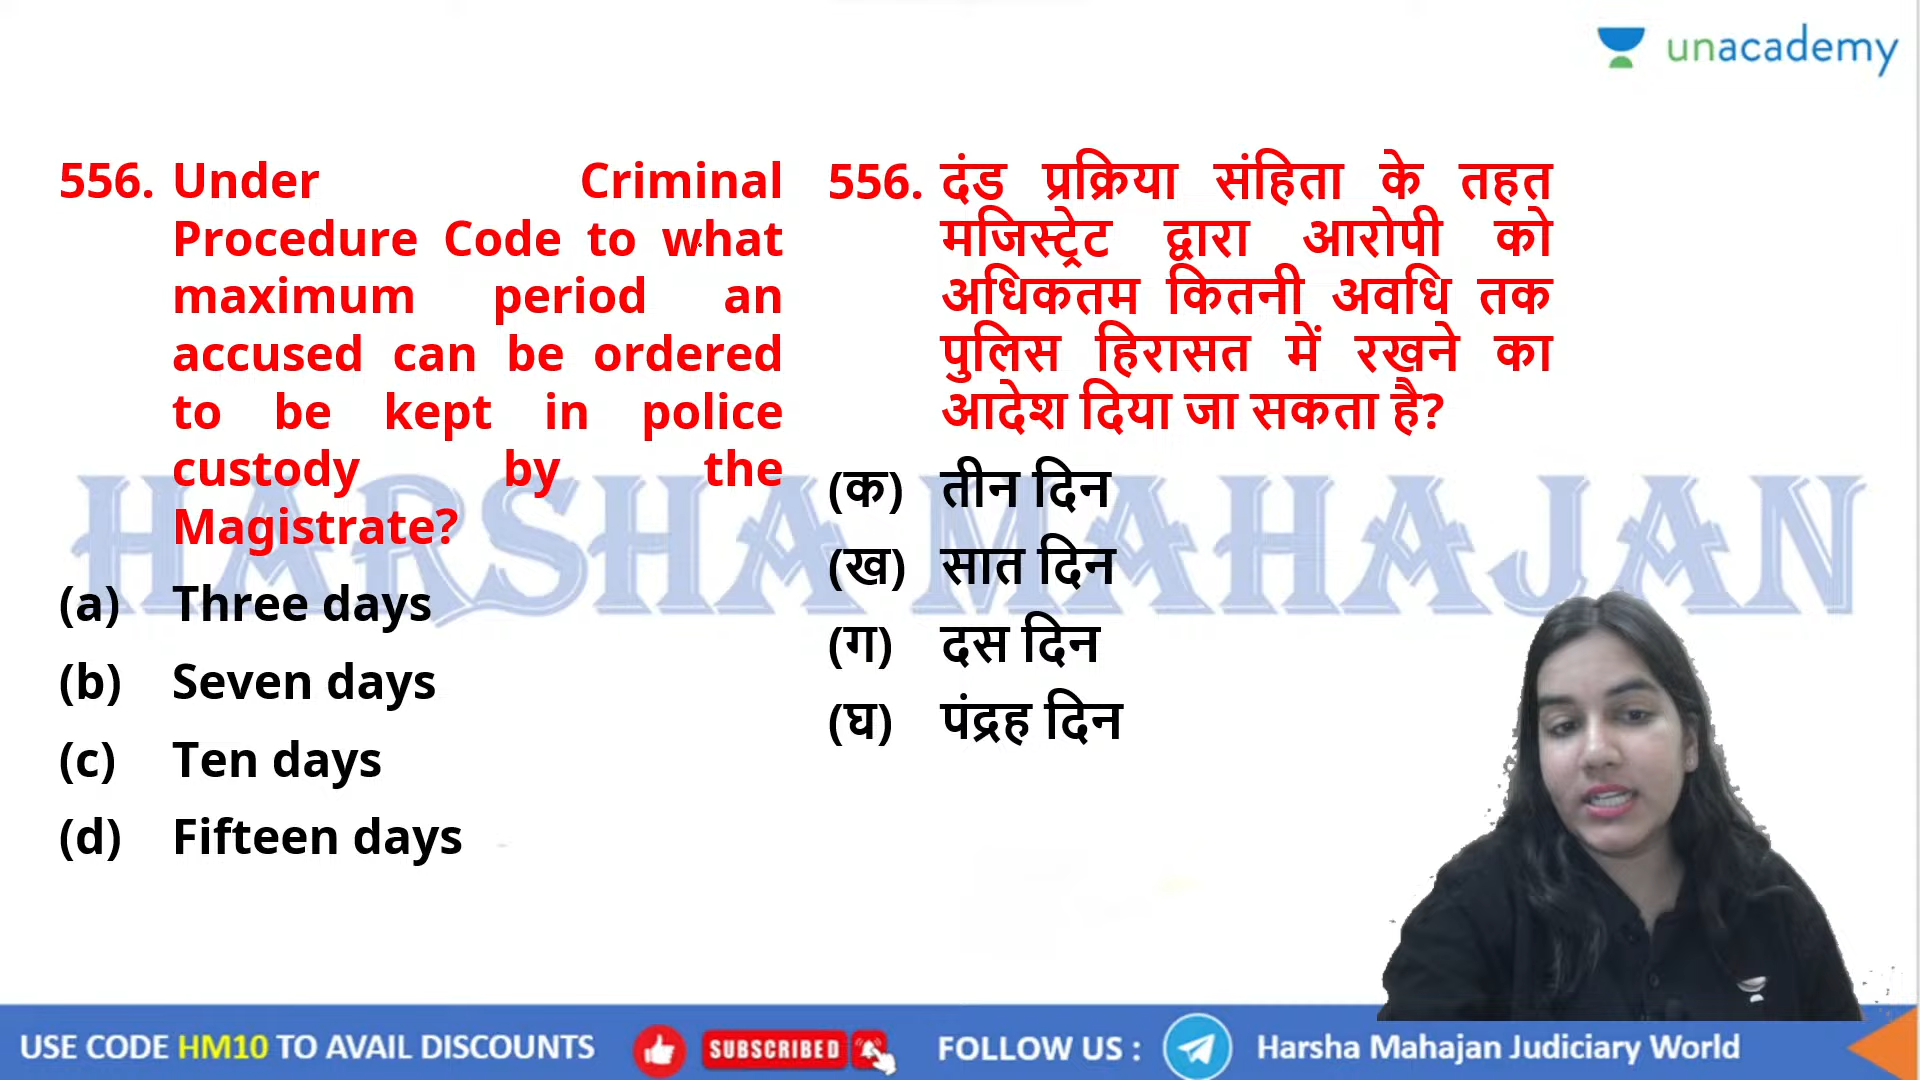 unacademy
556. Under Criminal
Procedure Code to what
maximum period an
accused can be ordered
to be kept in police
custody by the
Magistrate?
(a) Three days
(b) Seven days
(c) Ten days
(d) Fifteen days
556. दंड प्रक्रिया संहिता के तहत
मजिस्ट्रेट द्वारा आरोपी को
अधिकतम कितनी अवधि तक
पुलिस हिरासत में रखने का
आदेश दिया जा सकता है?
(क) तीन दिन
(ख) सात दिन
(ग) दस दिन
(घ) पंद्रह दिन
HARSHA MAHAJAN
USE CODE HM10 TO AVAIL DISCOUNTS
SUBSCRIBED
FOLLOW US :
Harsha Mahajan Judiciary World